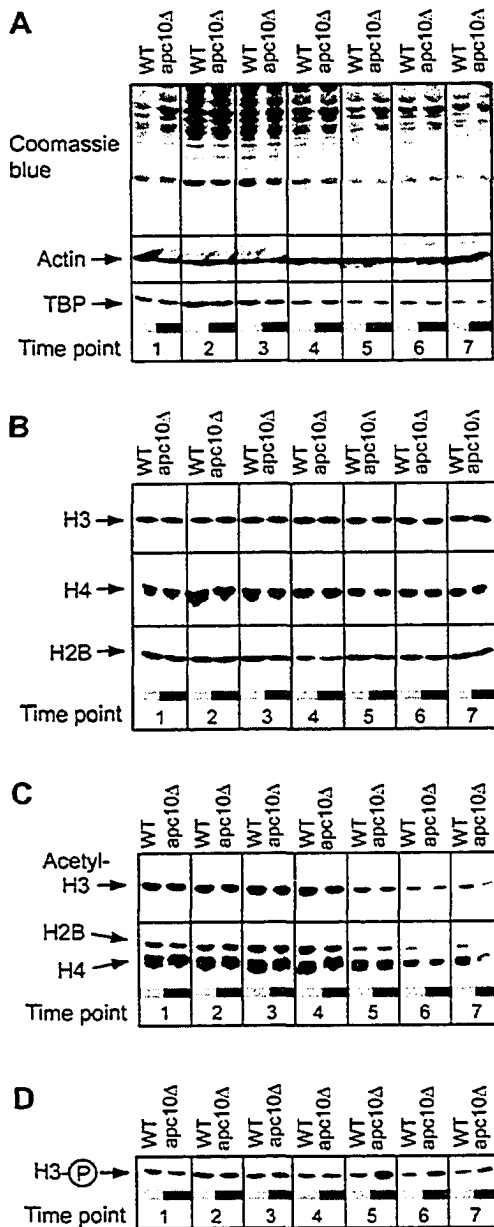 A
WT apc10Δ WT apc10Δ WT apc10Δ WT apc10Δ WT apc10Δ WT apc10Δ WT apc10Δ
Coomassie
blue
Actin
TBP
Time point 1 2 3 4 5 6 7
B
WT apc10Δ WT apc10Δ WT apc10Δ WT apc10Δ WT apc10Δ WT apc10Δ WT apc10Δ
H3
H4
H2B
Time point 1 2 3 4 5 6 7
C
WT apc10Δ WT apc10Δ WT apc10Δ WT apc10Δ WT apc10Δ WT apc10Δ WT apc10Δ
Acetyl-
H3
H2B
H4
Time point 1 2 3 4 5 6 7
D
WT apc10Δ WT apc10Δ WT apc10Δ WT apc10Δ WT apc10Δ WT apc10Δ WT apc10Δ
H3-P
Time point 1 2 3 4 5 6 7